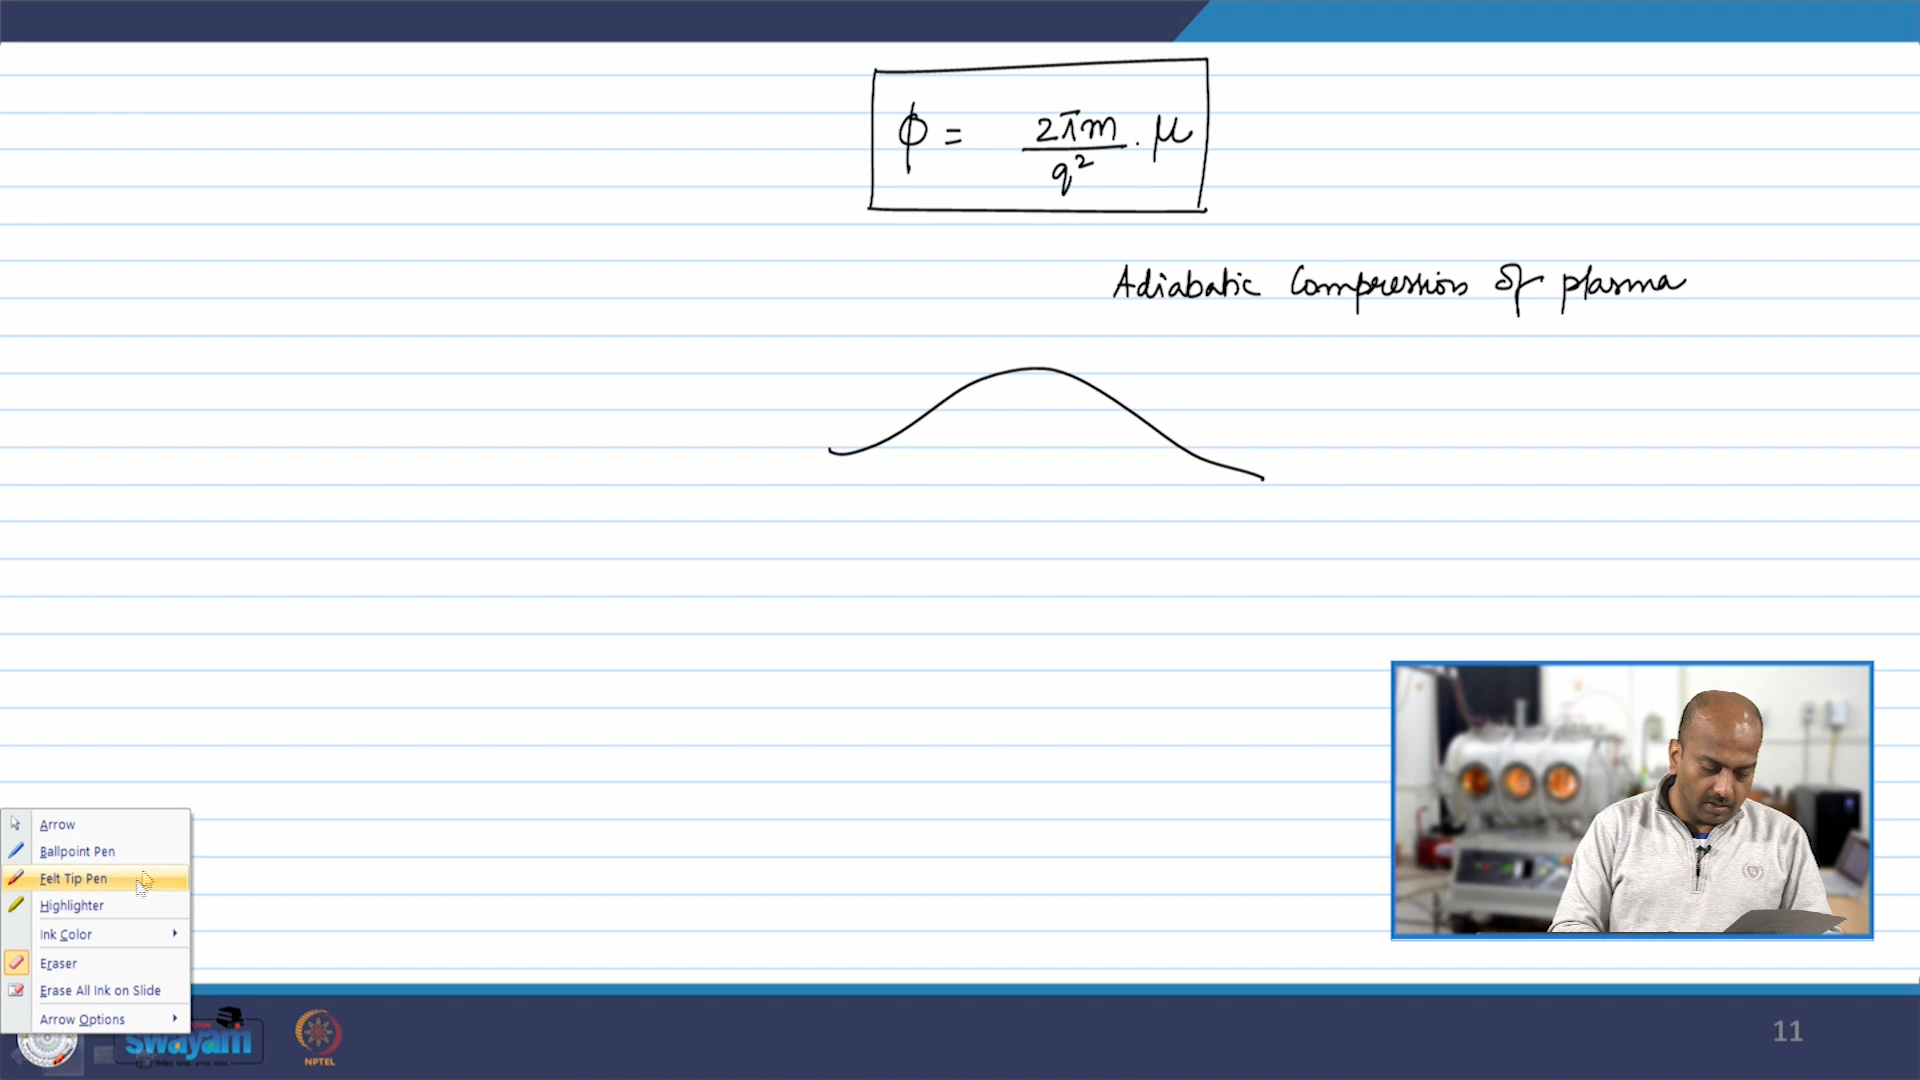 ϕ = 2πm/q² · μ
Adiabatic Compression of plasma
Arrow
Ballpoint Pen
Felt Tip Pen
Highlighter
Ink Color
Eraser
Erase All Ink on Slide
Arrow Options
swayam
NPTEL
11